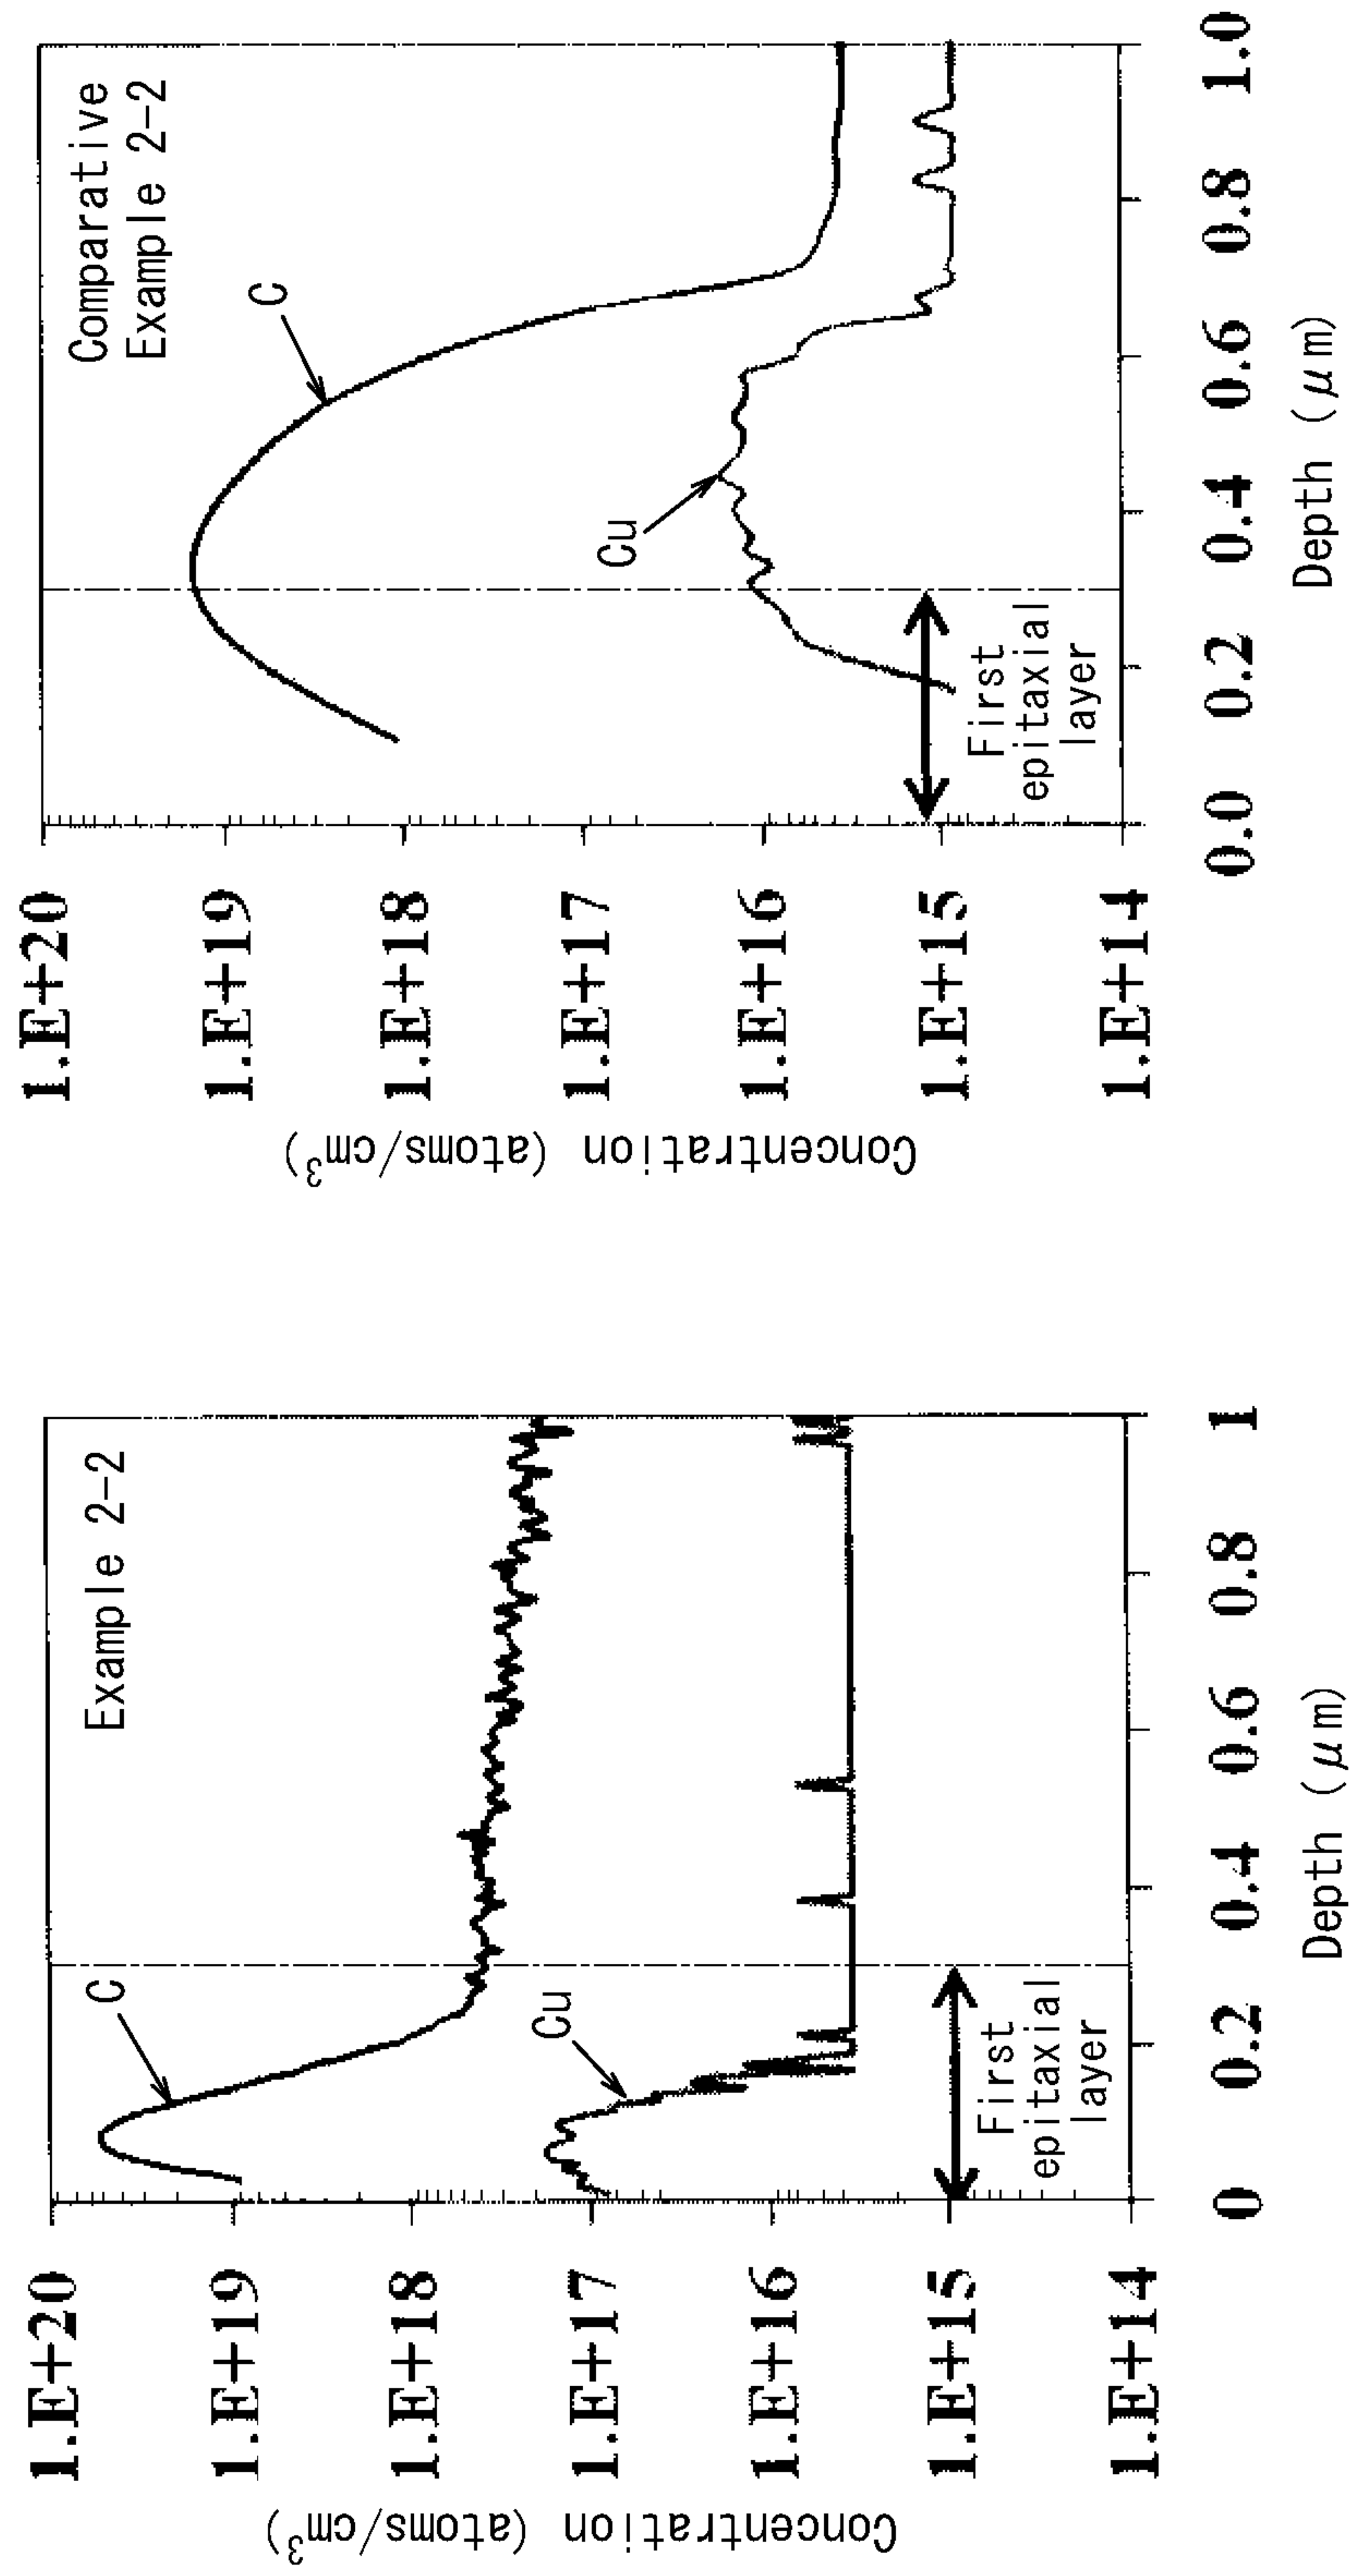 Concentration (atoms/cm³)
1.E+20
1.E+19
1.E+18
1.E+17
1.E+16
1.E+15
1.E+14
Example 2-2
C
Cu
First
epitaxial
layer
0 0.2 0.4 0.6 0.8 1
Depth (μm)
Concentration (atoms/cm³)
1.E+20
1.E+19
1.E+18
1.E+17
1.E+16
1.E+15
1.E+14
Comparative
Example 2-2
C
Cu
First
epitaxial
layer
0.0 0.2 0.4 0.6 0.8 1.0
Depth (μm)